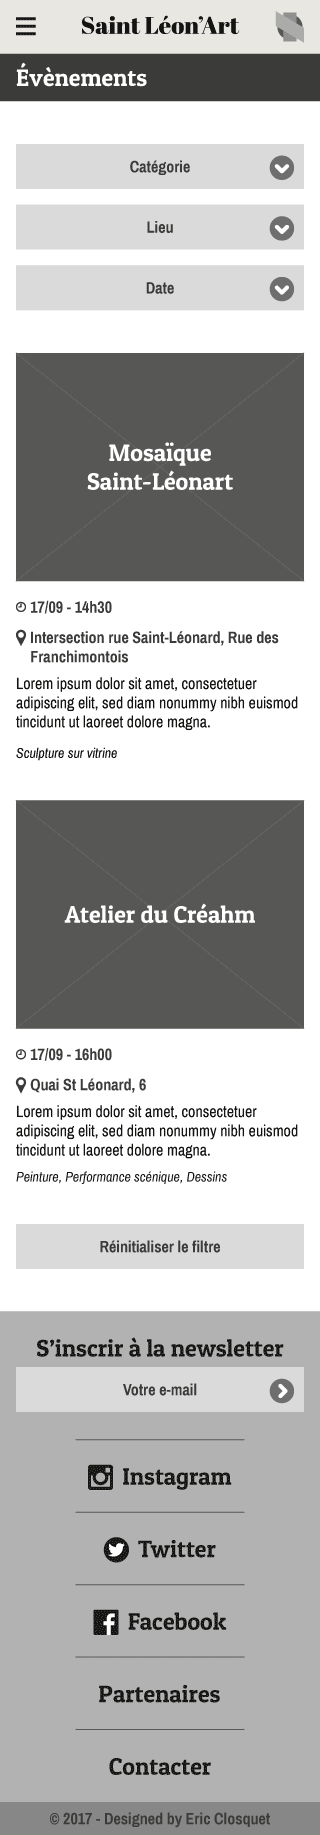 Saint Léon'Art
Évènements
Catégorie
Lieu
Date
Mosaïque
Saint-Léonart
17/09 - 14h30
Intersection rue Saint-Léonard, Rue des
Franchimontois
Lorem ipsum dolor sit amet, consectetuer
adipiscing elit, sed diam nonummy nibh euismod
tincidunt ut laoreet dolore magna.
Sculpture sur vitrine
Atelier du Créahm
17/09 - 16h00
Quai St Léonard, 6
Lorem ipsum dolor sit amet, consectetuer
adipiscing elit, sed diam nonummy nibh euismod
tincidunt ut laoreet dolore magna.
Peinture, Performance scénique, Dessins
Réinitialiser le filtre
S'inscrir à la newsletter
Votre e-mail
Instagram
Twitter
Facebook
Partenaires
Contacter
© 2017 - Designed by Eric Closquet